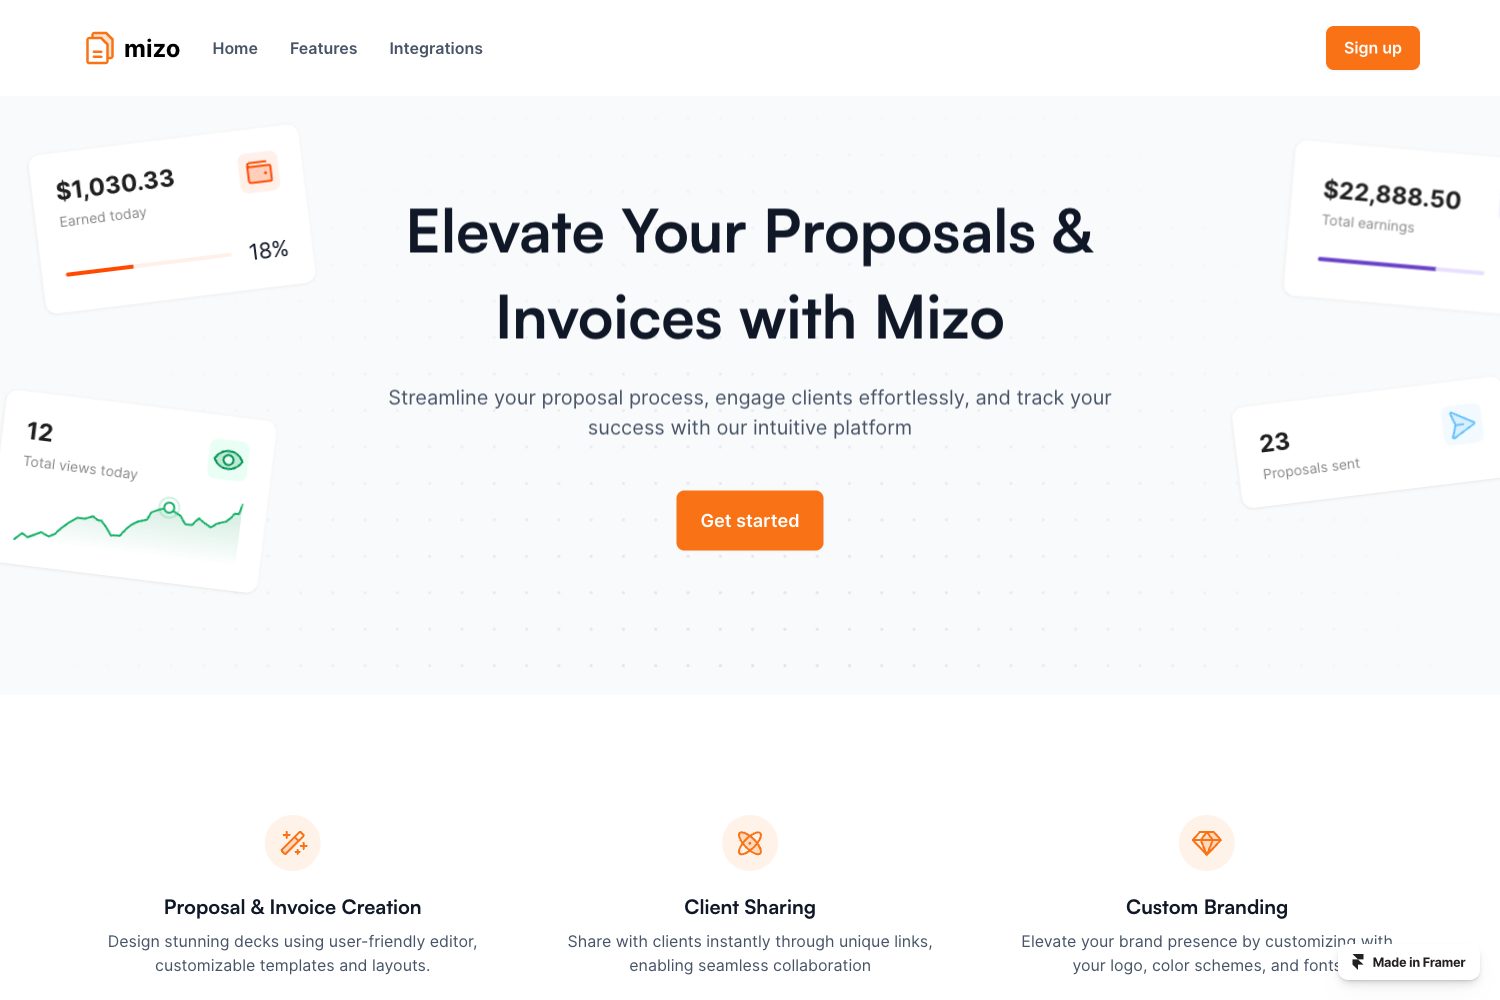 mizo
Home
Features
Integrations
Sign up
$1,030.33
Earned today
18%
$22,888.50
Total earnings
Elevate Your Proposals &
Invoices with Mizo
Streamline your proposal process, engage clients effortlessly, and track your
success with our intuitive platform
Get started
12
Total views today
23
Proposals sent
Proposal & Invoice Creation
Design stunning decks using user-friendly editor,
customizable templates and layouts.
Client Sharing
Share with clients instantly through unique links,
enabling seamless collaboration
Custom Branding
Elevate your brand presence by customizing with
your logo, color schemes, and fonts
Made in Framer